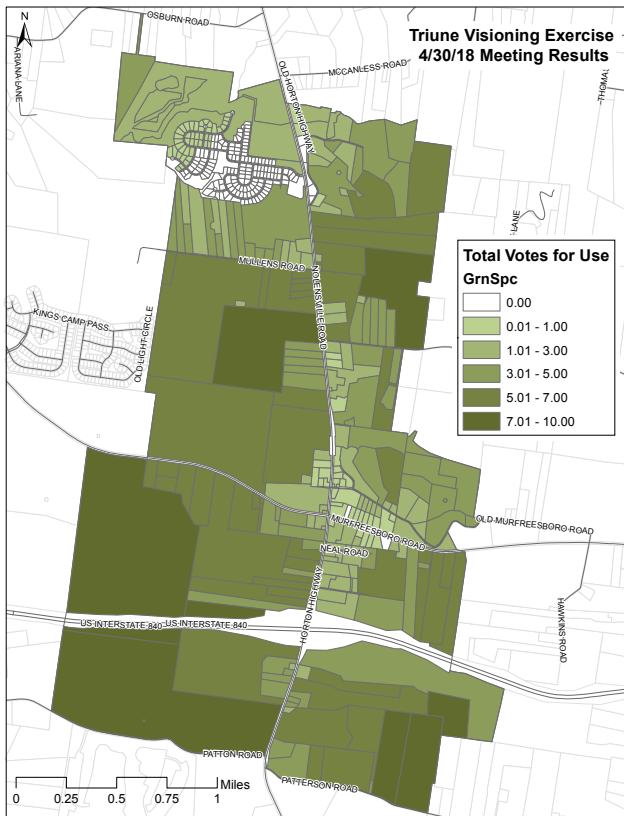 OSBURN ROAD
Triune Visioning Exercise
4/30/18 Meeting Results
N
ARIANA LANE
MCCANLESS ROAD
OLD HORTON HIGHWAY
THOMAS
LANE
MULLENS ROAD
NOLENSVILLE ROAD
Total Votes for Use
GrnSpc
0.00
0.01 - 1.00
1.01 - 3.00
3.01 - 5.00
5.01 - 7.00
7.01 - 10.00
KINGS CAMP PASS
OLD LIGHT CIRCLE
MURFREESBORO ROAD
OLD MURFREESBORO ROAD
NEAL ROAD
HORTON HIGHWAY
HAWKINS ROAD
US INTERSTATE 840
US INTERSTATE 840
PATTON ROAD
PATTERSON ROAD
Miles
0 0.25 0.5 0.75 1